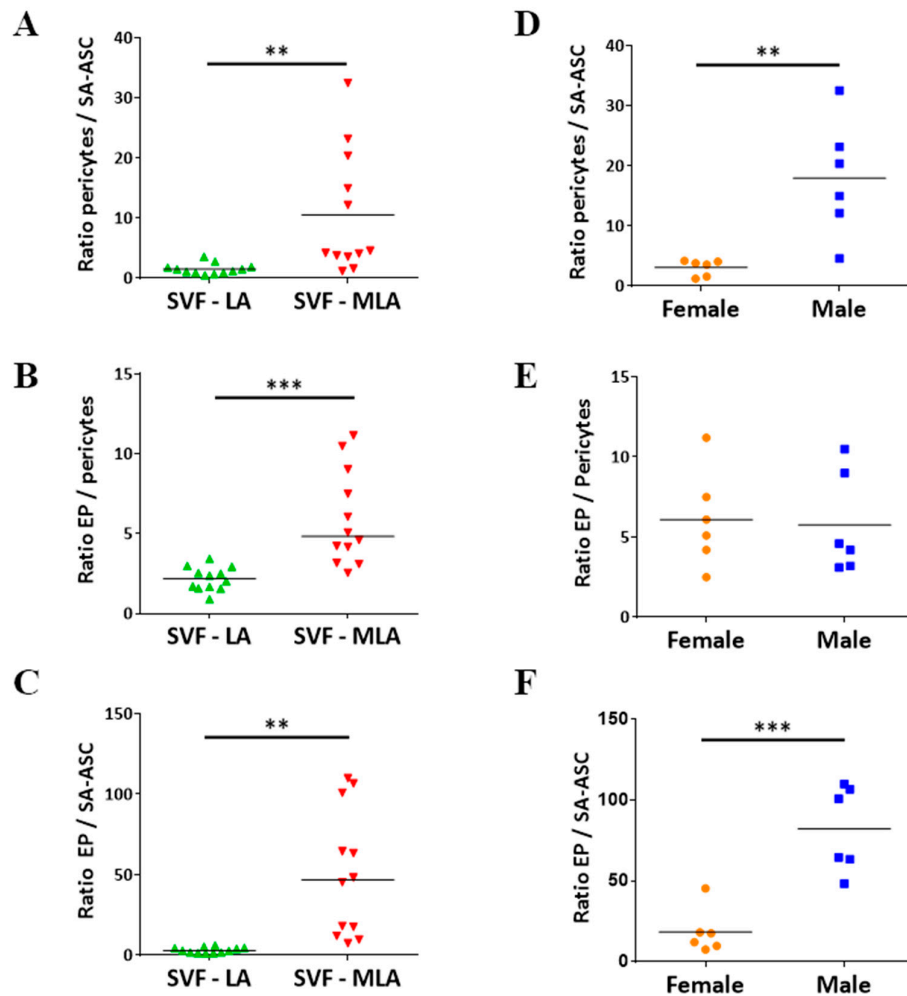 A
Ratio pericytes / SA-ASC
40
30
20
10
0
**
SVF - LA
SVF - MLA
D
Ratio pericytes / SA-ASC
40
30
20
10
0
**
Female
Male
B
Ratio EP / pericytes
15
10
5
0
***
SVF - LA
SVF - MLA
E
Ratio EP / Pericytes
15
10
5
0
Female
Male
C
Ratio EP / SA-ASC
150
100
50
0
**
SVF - LA
SVF - MLA
F
Ratio EP / SA-ASC
150
100
50
0
***
Female
Male